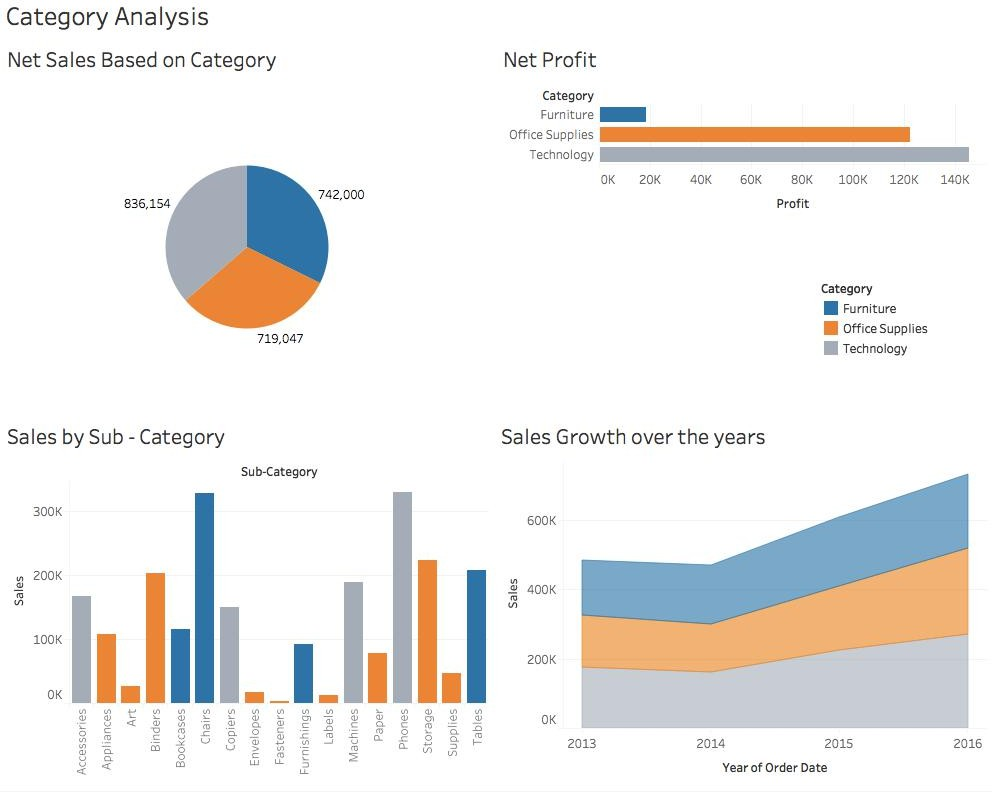 Category Analysis
Net Sales Based on Category
742,000
836,154
719,047
Net Profit
Category
Furniture
Office Supplies
Technology
0K 20K 40K 60K 80K 100K 120K 140K
Profit
Category
Furniture
Office Supplies
Technology
Sales by Sub - Category
Sub-Category
Sales
300K
200K
100K
0K
Accessories
Appliances
Art
Binders
Bookcases
Chairs
Copiers
Envelopes
Fasteners
Furnishings
Labels
Machines
Paper
Phones
Storage
Supplies
Tables
Sales Growth over the years
Sales
600K
400K
200K
0K
2013 2014 2015 2016
Year of Order Date